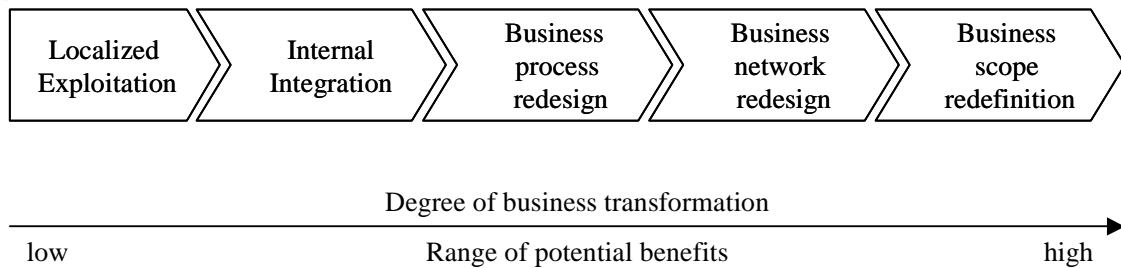 Localized
Exploitation
Internal
Integration
Business
process
redesign
Business
network
redesign
Business
scope
redefinition
Degree of business transformation
low Range of potential benefits high